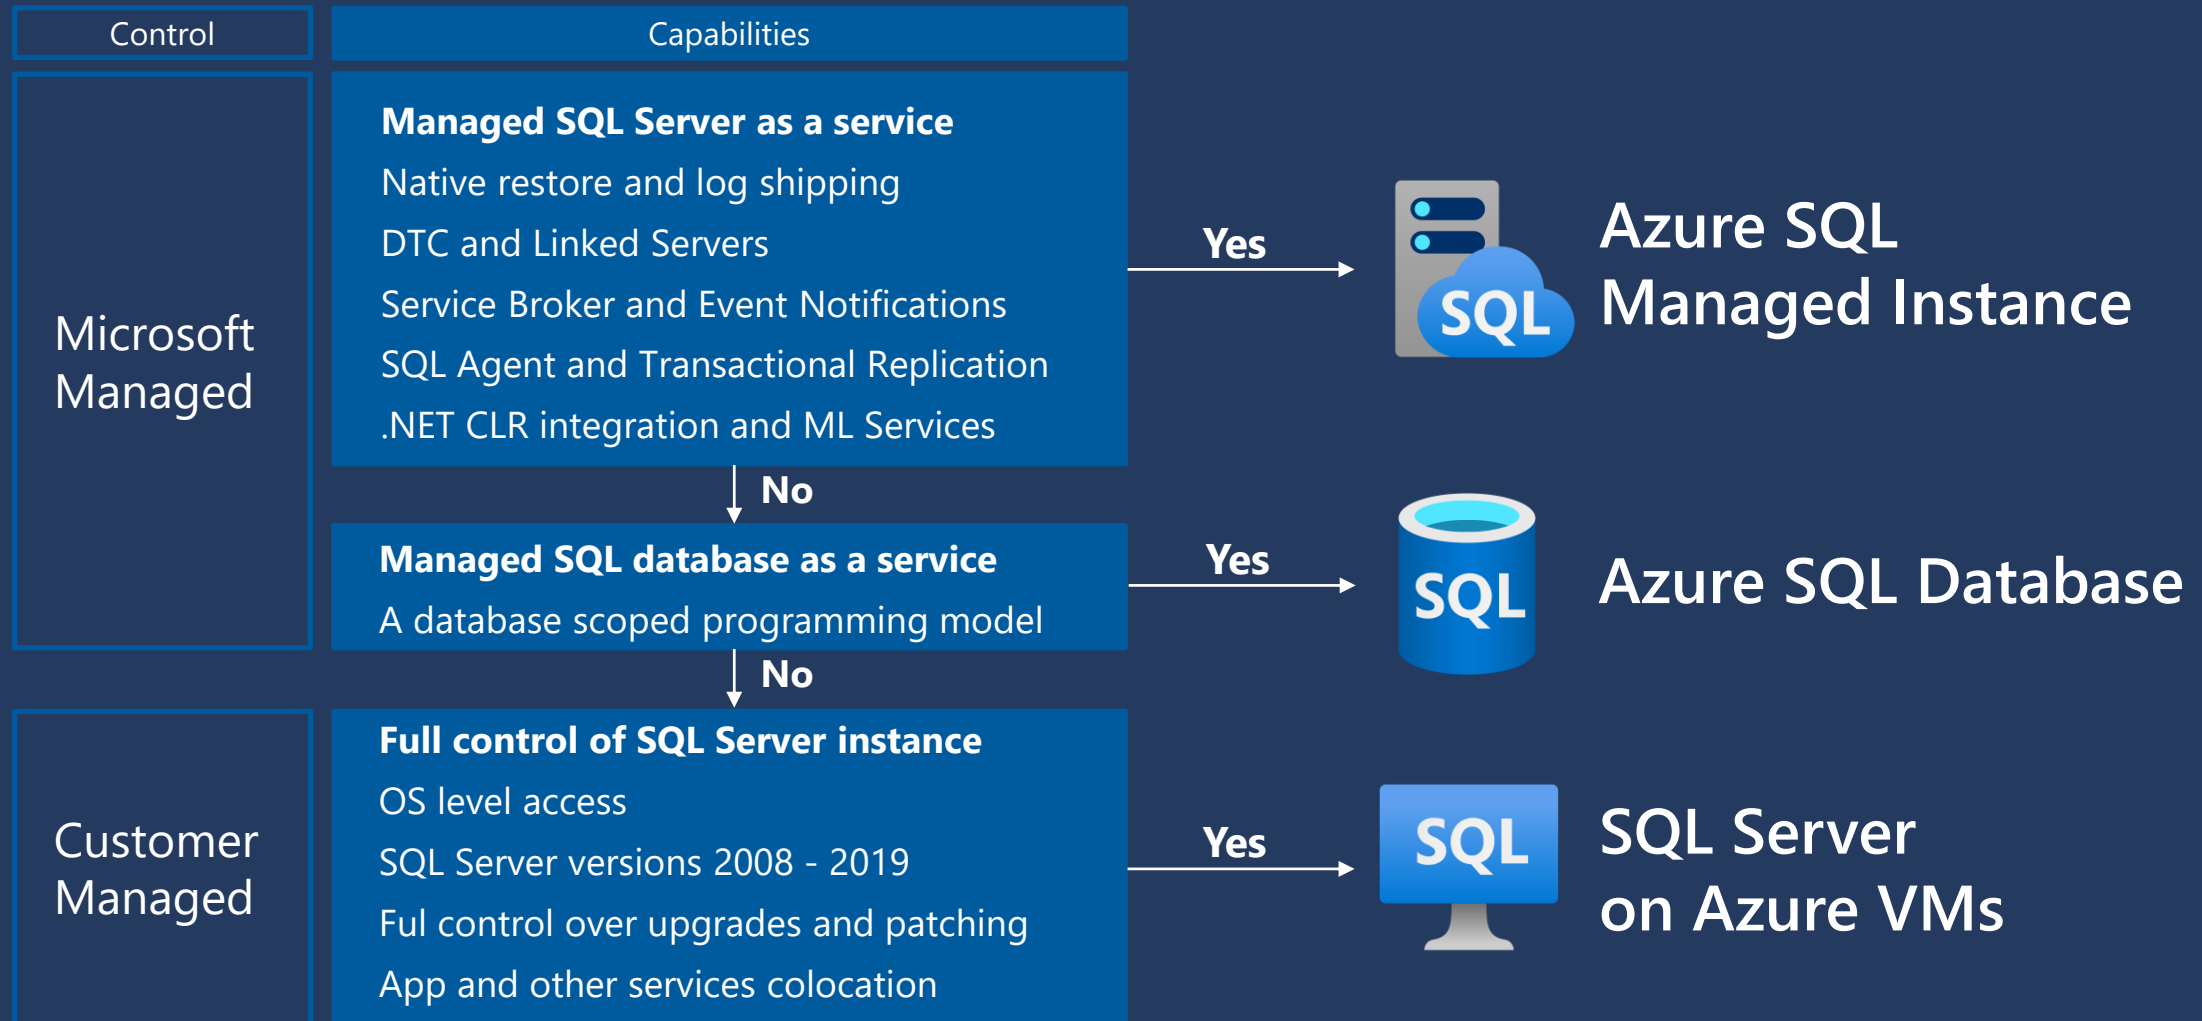 Control
Capabilities
Microsoft
Managed
Managed SQL Server as a service
Native restore and log shipping
DTC and Linked Servers
Service Broker and Event Notifications
SQL Agent and Transactional Replication
.NET CLR integration and ML Services
Yes
SQL
Azure SQL
Managed Instance
No
Managed SQL database as a service
A database scoped programming model
Yes
SQL
Azure SQL Database
No
Customer
Managed
Full control of SQL Server instance
OS level access
SQL Server versions 2008 - 2019
Ful control over upgrades and patching
App and other services colocation
Yes
SQL
SQL Server
on Azure VMs